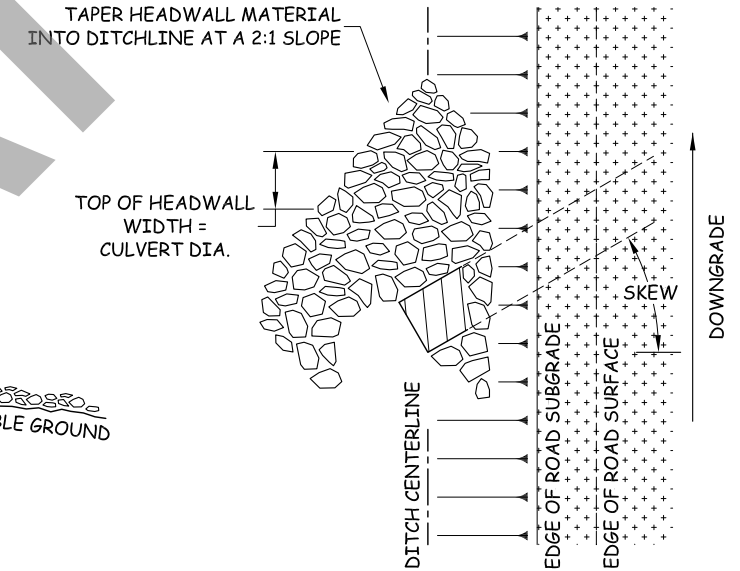 TAPER HEADWALL MATERIAL
INTO DITCHLINE AT A 2:1 SLOPE
TOP OF HEADWALL
WIDTH =
CULVERT DIA.
SKEW
DOWNGRADE
DITCH CENTERLINE
EDGE OF ROAD SUBGRADE
EDGE OF ROAD SURFACE
GROUND